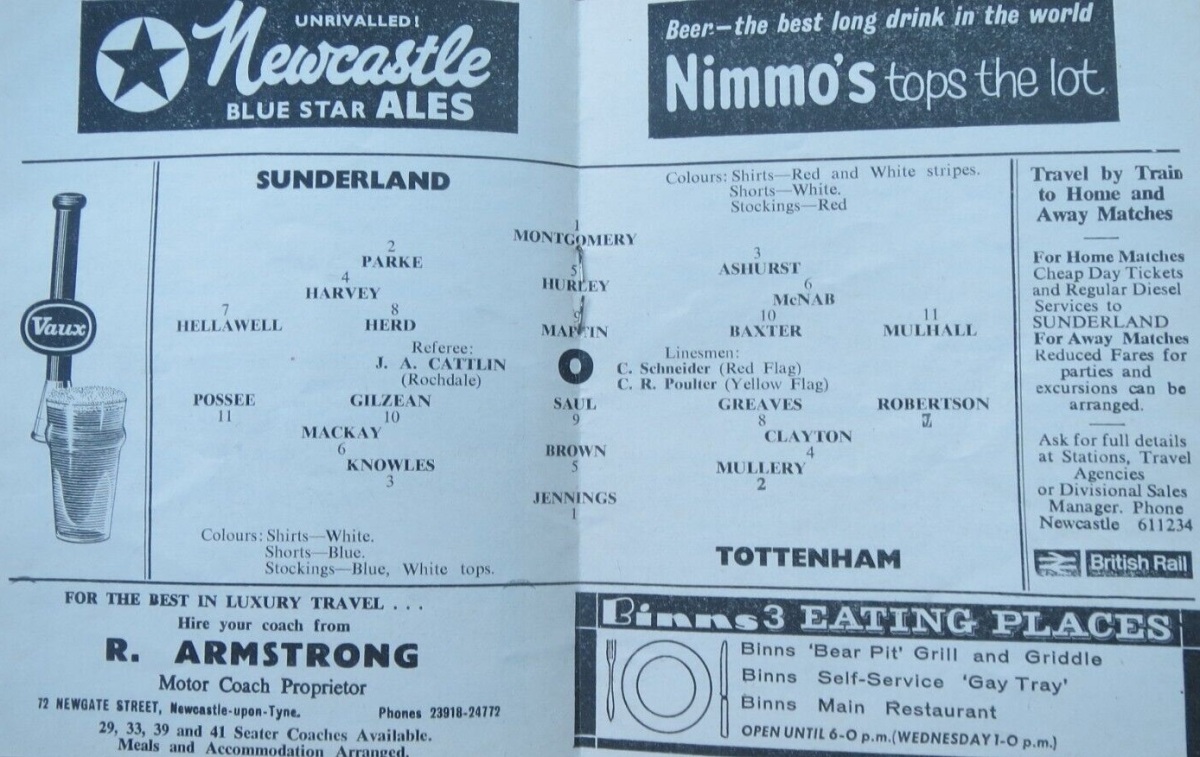 UNRIVALLED!
Newcastle
BLUE STAR ALES
Beer—the best long drink in the world
Nimmo's tops the lot
Vaux
SUNDERLAND
Colours: Shirts—Red and White stripes.
Shorts—White.
Stockings—Red
1
MONTGOMERY
2
PARKE
3
ASHURST
4
HARVEY
5
HURLEY
6
McNAB
7
HELLAWELL
8
HERD
9
MARTIN
10
BAXTER
11
MULHALL
Referee:
J. A. CATTLIN
(Rochdale)
Linesmen:
C. Schneider (Red Flag)
C. R. Poulter (Yellow Flag)
POSSEE
11
GILZEAN
10
SAUL
9
GREAVES
8
ROBERTSON
7
MACKAY
6
CLAYTON
4
KNOWLES
3
BROWN
5
MULLERY
2
JENNINGS
1
Colours: Shirts—White.
Shorts—Blue.
Stockings—Blue, White tops.
TOTTENHAM
Travel by Train
to Home and
Away Matches
For Home Matches
Cheap Day Tickets
and Regular Diesel
Services to
SUNDERLAND
For Away Matches
Reduced Fares for
parties and
excursions can be
arranged.
Ask for full details
at Stations, Travel
Agencies
or Divisional Sales
Manager. Phone
Newcastle 611234
British Rail
FOR THE BEST IN LUXURY TRAVEL . . .
Hire your coach from
R. ARMSTRONG
Motor Coach Proprietor
72 NEWGATE STREET, Newcastle-upon-Tyne. Phones 23918-24772
29, 33, 39 and 41 Seater Coaches Available.
Meals and Accommodation Arranged.
Binns 3 EATING PLACES
Binns 'Bear Pit' Grill and Griddle
Binns Self-Service 'Gay Tray'
Binns Main Restaurant
OPEN UNTIL 6-0 p.m. (WEDNESDAY 1-0 p.m.)